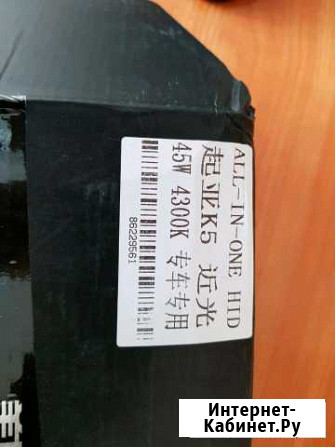 ALL-IN-ONE HID
起亚K5 近光
45W 4300K 专车专用
86229561
Интернет-
Кабинет.Ру